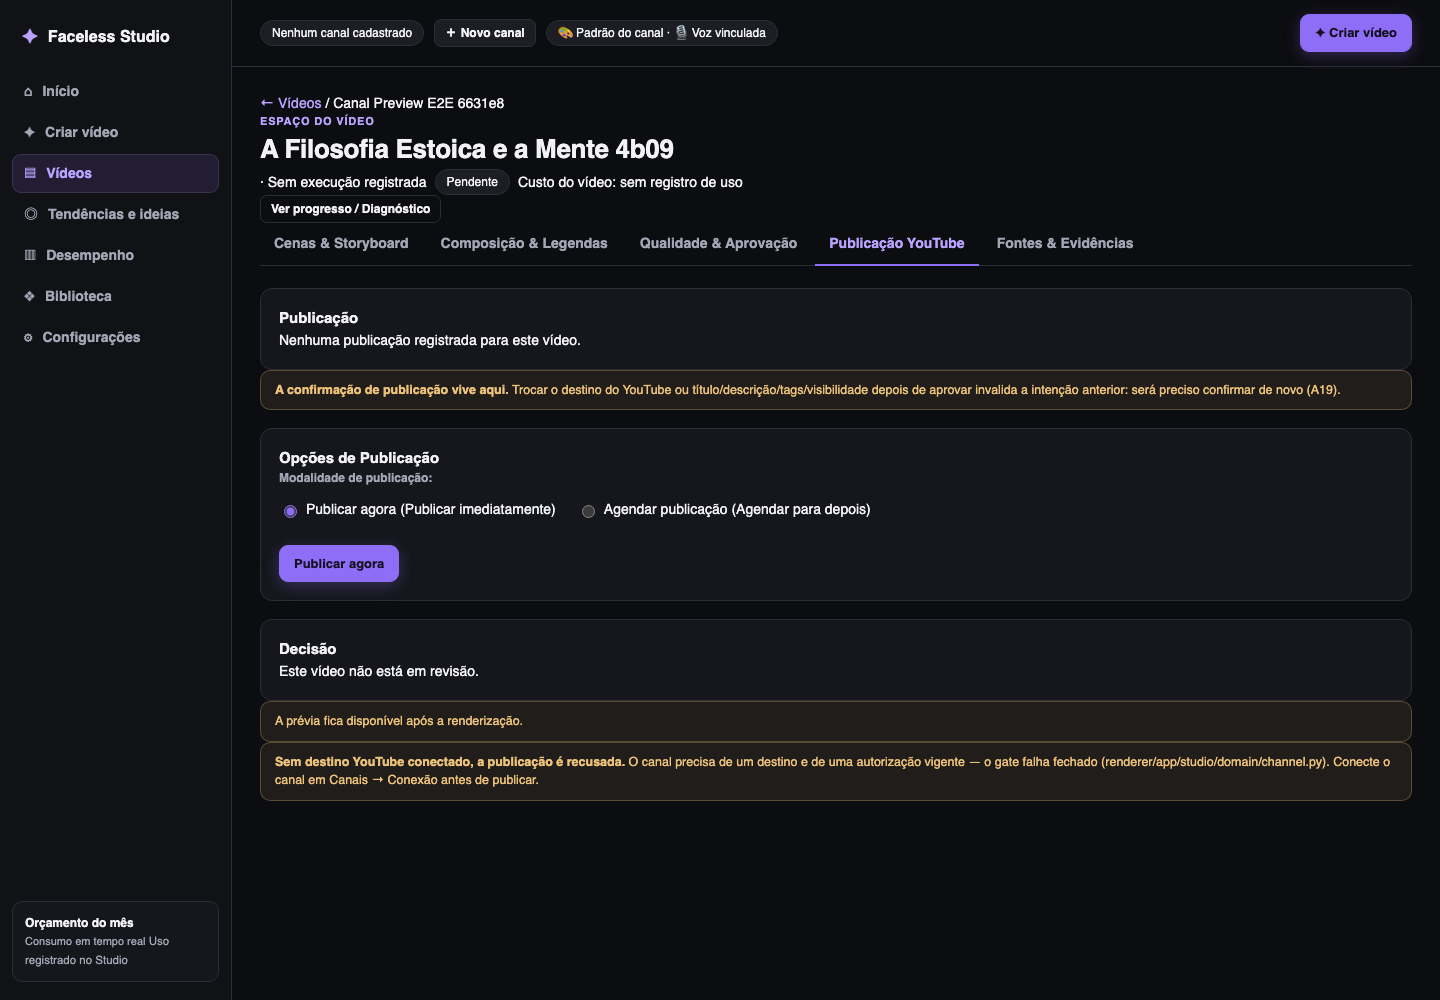 Faceless Studio
Início
Criar vídeo
Vídeos
Tendências e ideias
Desempenho
Biblioteca
Configurações
Orçamento do mês
Consumo em tempo real Uso
registrado no Studio
Nenhum canal cadastrado
+ Novo canal
Padrão do canal · Voz vinculada
Criar vídeo
← Vídeos / Canal Preview E2E 6631e8
ESPAÇO DO VÍDEO
A Filosofia Estoica e a Mente 4b09
· Sem execução registrada Pendente Custo do vídeo: sem registro de uso
Ver progresso / Diagnóstico
Cenas & Storyboard Composição & Legendas Qualidade & Aprovação Publicação YouTube Fontes & Evidências
Publicação
Nenhuma publicação registrada para este vídeo.
A confirmação de publicação vive aqui. Trocar o destino do YouTube ou título/descrição/tags/visibilidade depois de aprovar invalida a intenção anterior: será preciso confirmar de novo (A19).
Opções de Publicação
Modalidade de publicação:
Publicar agora (Publicar imediatamente) Agendar publicação (Agendar para depois)
Publicar agora
Decisão
Este vídeo não está em revisão.
A prévia fica disponível após a renderização.
Sem destino YouTube conectado, a publicação é recusada. O canal precisa de um destino e de uma autorização vigente — o gate falha fechado (renderer/app/studio/domain/channel.py). Conecte o
canal em Canais → Conexão antes de publicar.